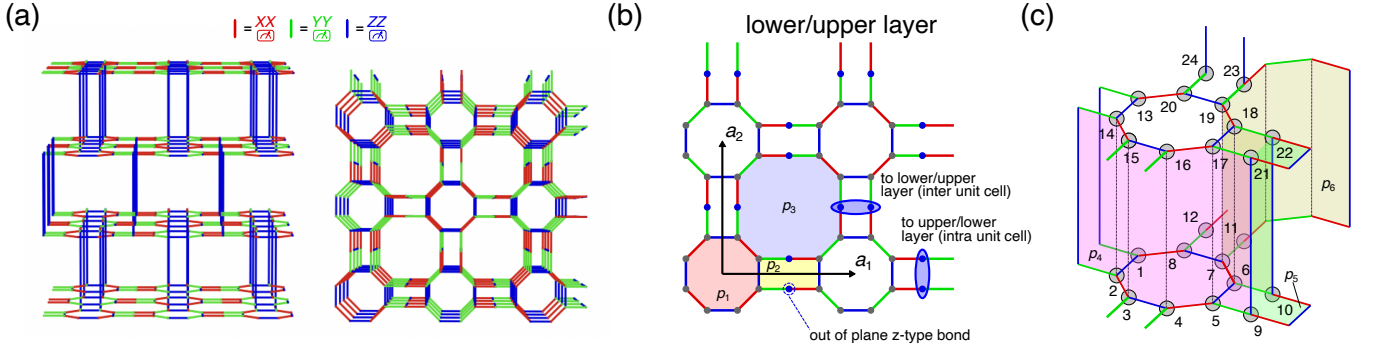 (a)
= XX = YY = ZZ
(b)
lower/upper layer
a2
to lower/upper
layer (inter unit cell)
p3
to upper/lower
layer (intra unit cell)
p2
a1
p1
out of plane z-type bond
(c)
24
23
20
13
19
18
14
15
16
17
22
21
12
11
p6
p4
8
1
7
6
2
p5
3
4
5
10
9